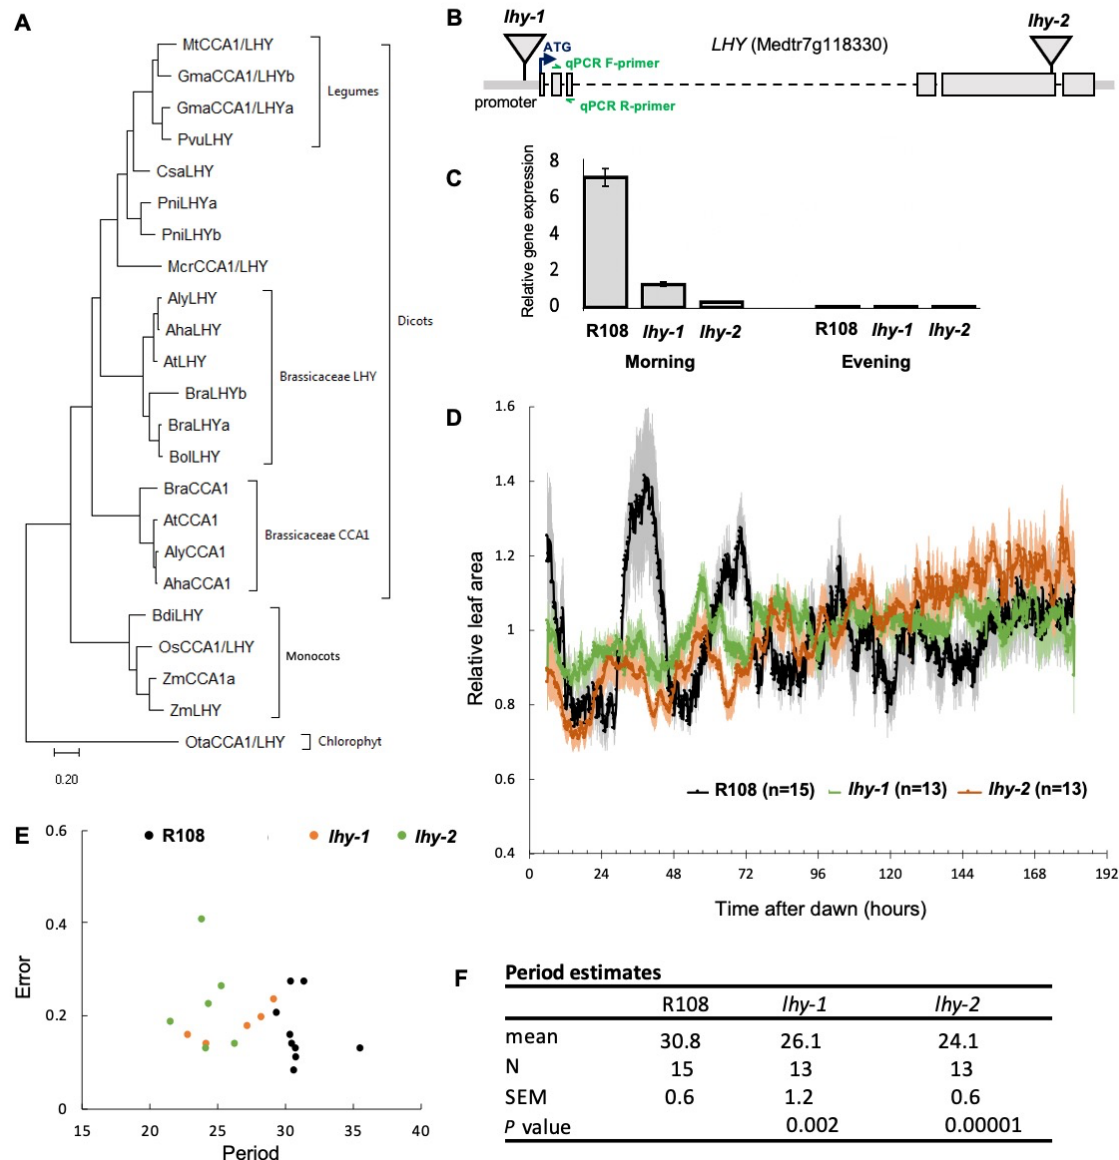 A
MtCCA1/LHY
GmaCCA1/LHYb
GmaCCA1/LHYa
PvuLHY
CsaLHY
PniLHYa
PniLHYb
McrCCA1/LHY
AlyLHY
AhaLHY
AtLHY
BraLHYb
BraLHYa
BolLHY
BraCCA1
AtCCA1
AlyCCA1
AhaCCA1
BdiLHY
OsCCA1/LHY
ZmCCA1a
ZmLHY
OtaCCA1/LHY
Legumes
Dicots
Brassicaceae LHY
Brassicaceae CCA1
Monocots
Chlorophyt
0.20
B
lhy-1
lhy-2
ATG
LHY (Medtr7g118330)
qPCR F-primer
promoter
qPCR R-primer
C
Relative gene expression
8
6
4
2
0
R108 lhy-1 lhy-2 R108 lhy-1 lhy-2
Morning Evening
D
Relative leaf area
1.6
1.4
1.2
1
0.8
0.6
0.4
R108 (n=15) lhy-1 (n=13) lhy-2 (n=13)
0 24 48 72 96 120 144 168 192
Time after dawn (hours)
E
R108 lhy-1 lhy-2
Error
0.6
0.4
0.2
0
15 20 25 30 35 40
Period
F
Period estimates
R108 lhy-1 lhy-2
mean 30.8 26.1 24.1
N 15 13 13
SEM 0.6 1.2 0.6
P value 0.002 0.00001